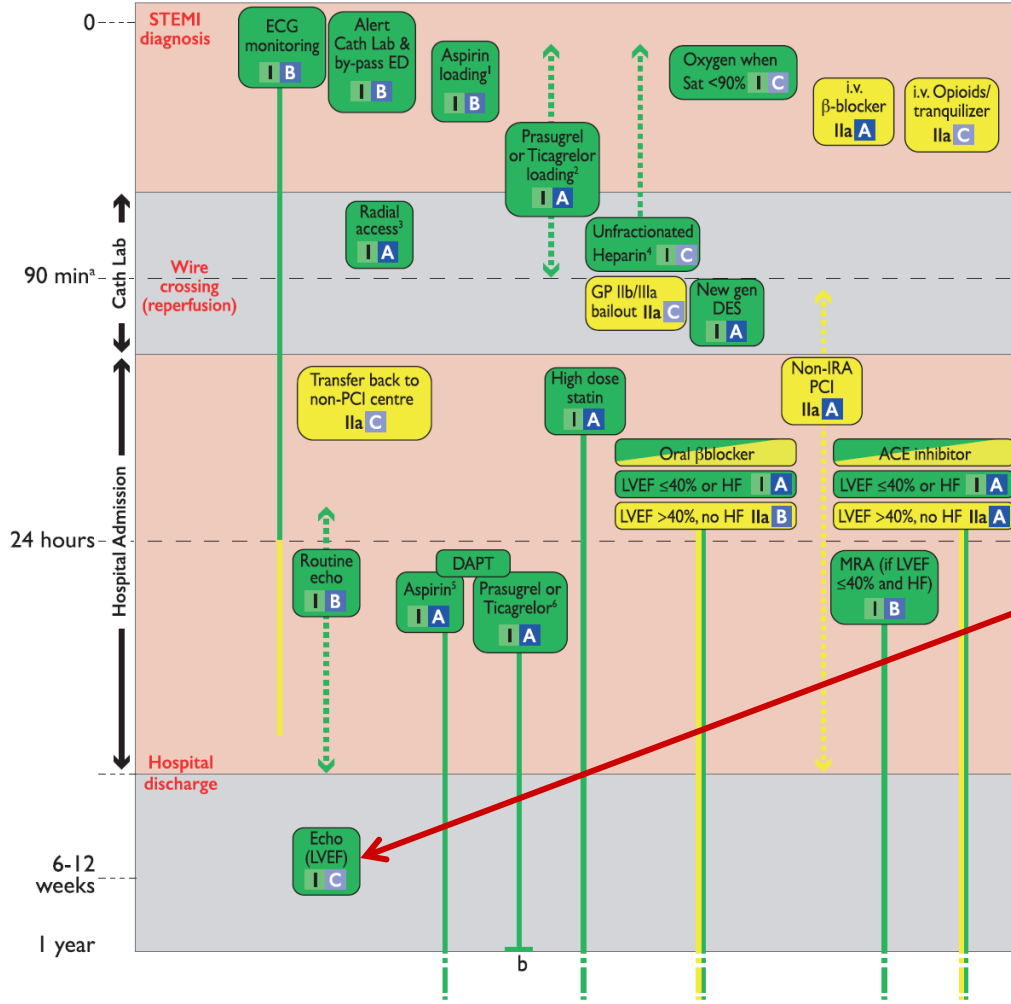 0
STEMI
diagnosis
ECG
monitoring
I B
Alert
Cath Lab &
by-pass ED
I B
Aspirin
loading¹
I B
Prasugrel
or Ticagrelor
loading²
I A
Oxygen when
Sat <90% I C
i.v.
β-blocker
IIa A
i.v. Opioids/
tranquilizer
IIa C
Cath Lab
90 minᵃ
Wire
crossing
(reperfusion)
Radial
access³
I A
Unfractionated
Heparin⁴ I C
GP IIb/IIIa
bailout IIa C
New gen
DES
I A
Hospital Admission
Transfer back to
non-PCI centre
IIa C
High dose
statin
I A
Non-IRA
PCI
IIa A
Oral βblocker
LVEF ≤40% or HF I A
LVEF >40%, no HF IIa B
ACE inhibitor
LVEF ≤40% or HF I A
LVEF >40%, no HF IIa A
24 hours
Routine
echo
I B
DAPT
Aspirin⁵
I A
Prasugrel or
Ticagrelor⁶
I A
MRA (if LVEF
≤40% and HF)
I B
Hospital
discharge
Echo
(LVEF)
I C
6-12
weeks
1 year
b